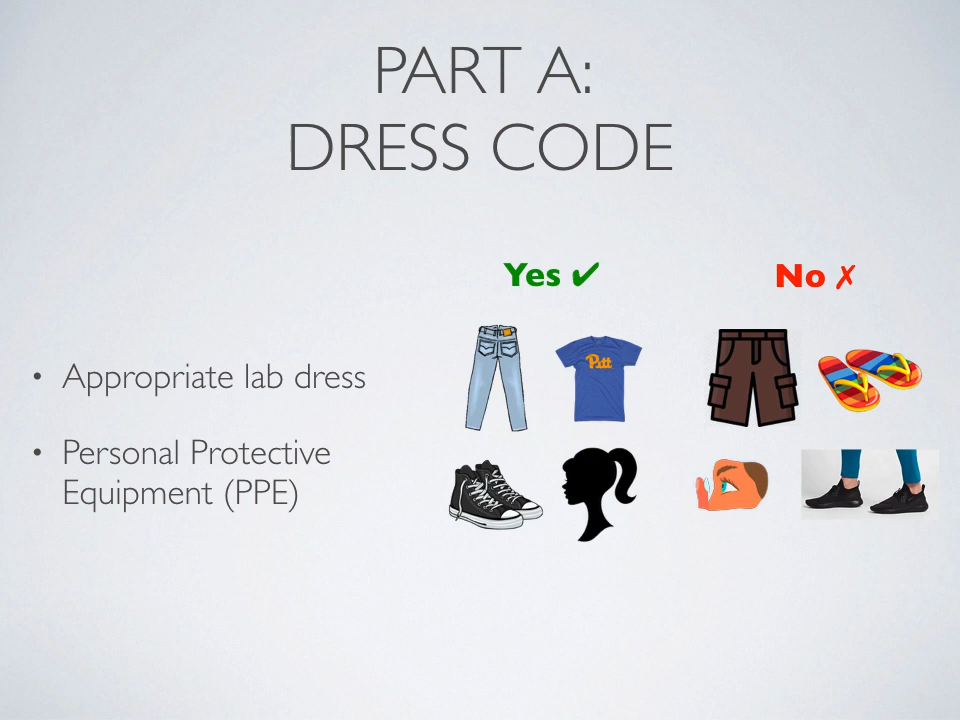 PART A:
DRESS CODE
Yes ✔
No ✗
• Appropriate lab dress
• Personal Protective
Equipment (PPE)
Pitt